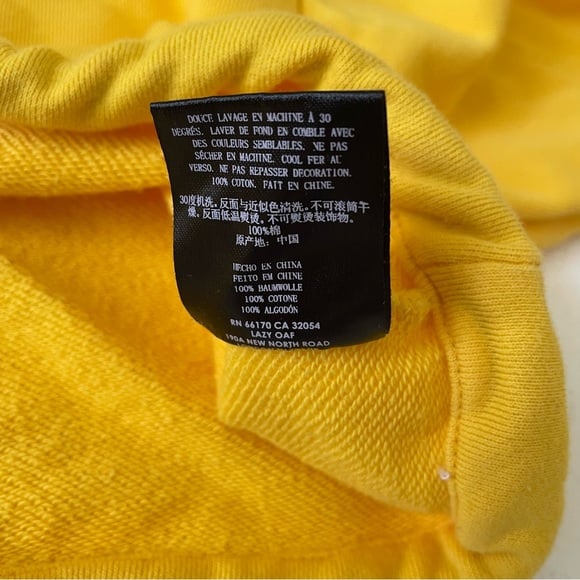 DOUCE. LAVAGE EN MACHINE À 30
DEGRÉS. LAVER DE FOND EN COMBLE AVEC
DES COULEURS SEMBLABLES. NE PAS
SÉCHER EN MACHINE. COOL FER AU
VERSO. NE PAS REPASSER DECORATION.
100% COTON. FAIT EN CHINE.
30度机洗。反面与近似色清洗。不可滚筒干
燥。反面低温熨烫。不可熨烫装饰物。
100%棉
原产地：中国
HECHO EN CHINA
FEITO EM CHINE
100% BAUMWOLLE
100% COTONE
100% ALGODÓN
RN 66170 CA 32054
LAZY OAF
190A NEW NORTH ROAD